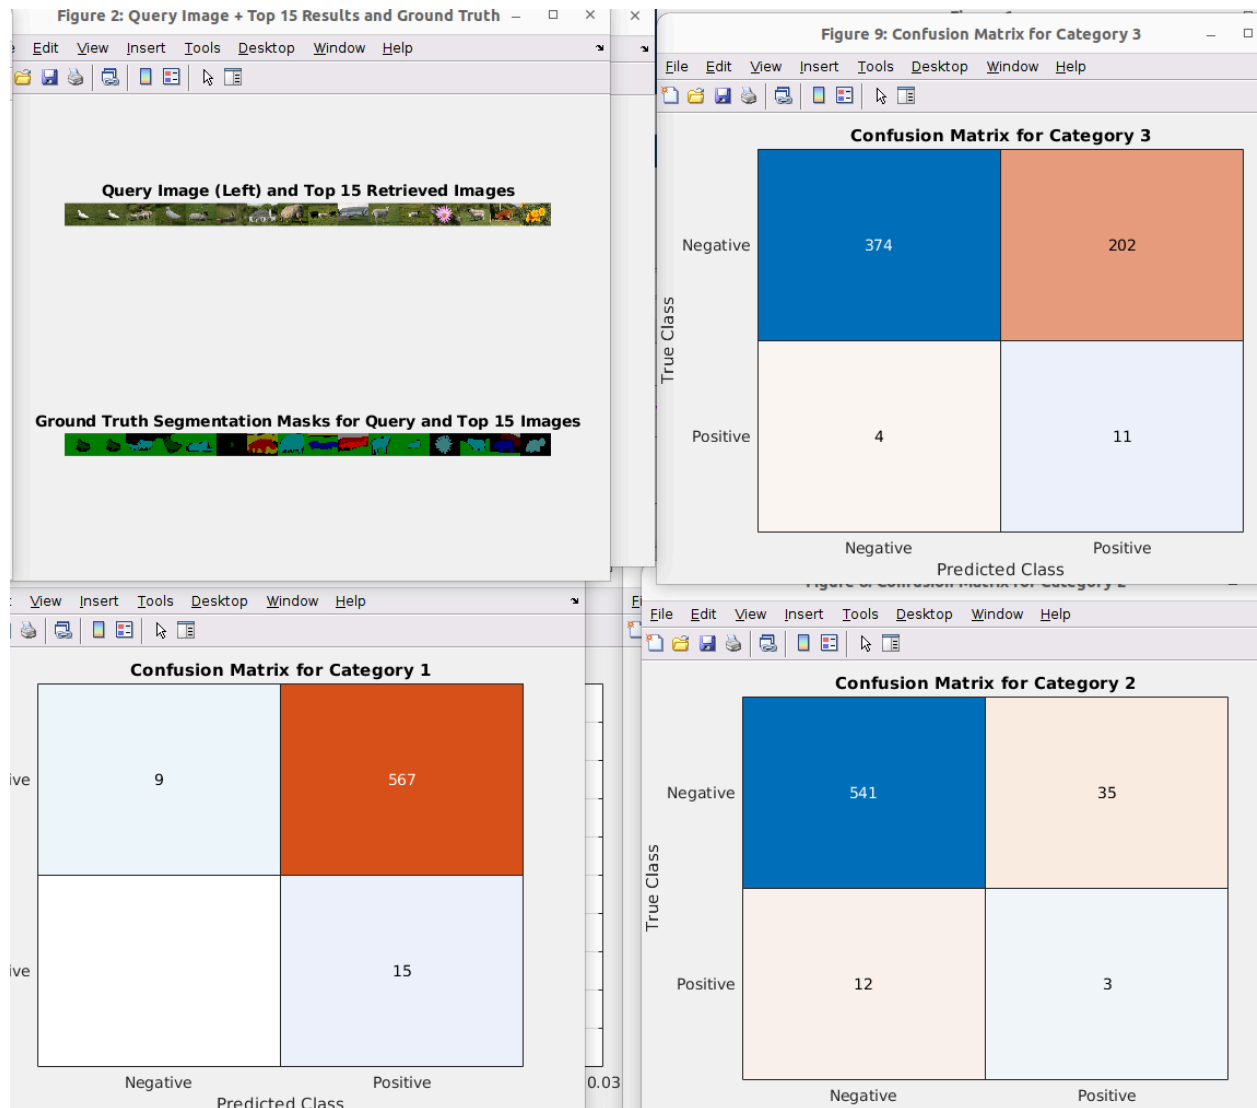 Figure 2: Query Image + Top 15 Results and Ground Truth
Edit View Insert Tools Desktop Window Help
Query Image (Left) and Top 15 Retrieved Images
Ground Truth Segmentation Masks for Query and Top 15 Images
Figure 9: Confusion Matrix for Category 3
File Edit View Insert Tools Desktop Window Help
Confusion Matrix for Category 3
Negative 374 202
True Class
Positive 4 11
Negative Positive
Predicted Class
View Insert Tools Desktop Window Help
Confusion Matrix for Category 1
ive 9 567
ive 15
Negative Positive
Predicted Class
0.03
File Edit View Insert Tools Desktop Window Help
Confusion Matrix for Category 2
Negative 541 35
True Class
Positive 12 3
Negative Positive